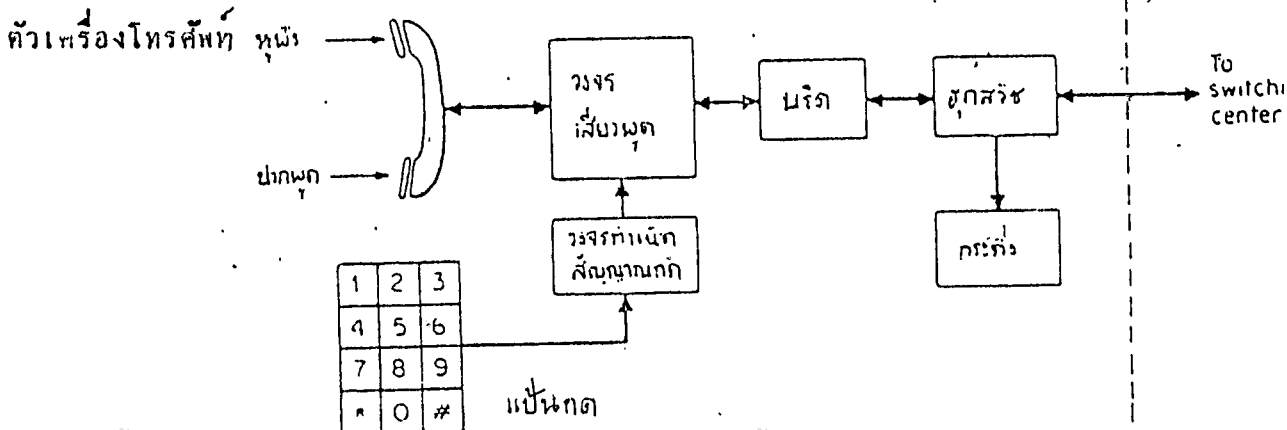 ตัวเครื่องโทรศัพท์
หูฟัง
วงจร
เสียงพูด
บริด
ฮุกสวิช
To
switchi
center
ปากพูด
วงจรกำเนิด
สัญญาณกด
กระดิ่ง
1 2 3
4 5 6
7 8 9
* 0 #
แป้นกด